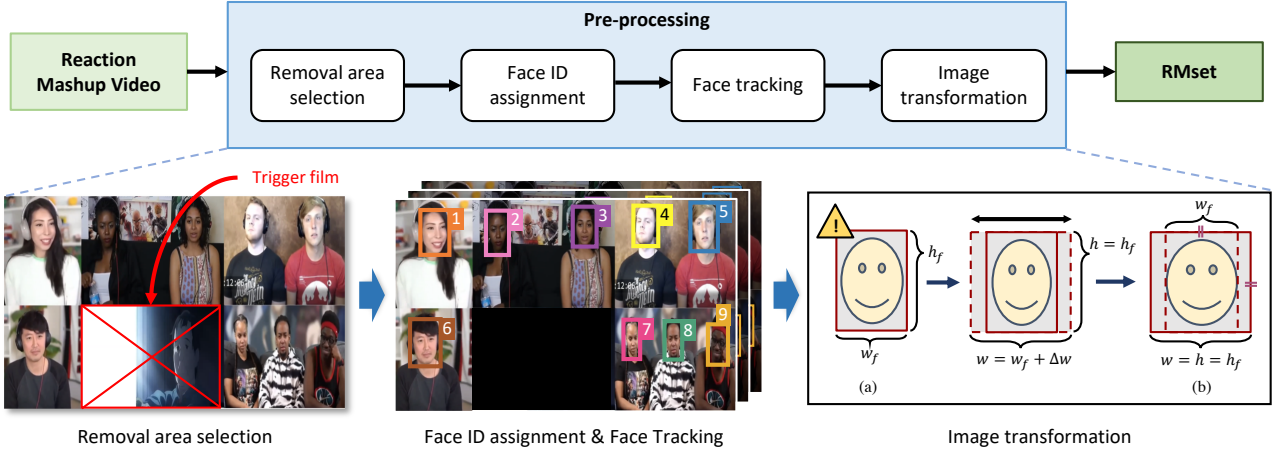 Pre-processing
Reaction
Mashup Video
Removal area
selection
Face ID
assignment
Face tracking
Image
transformation
RMset
Trigger film
1
2
3
4
5
6
7
8
9
!
h_f
w_f
(a)
h = h_f
w = w_f + Δw
w_f
w = h = h_f
(b)
Removal area selection
Face ID assignment & Face Tracking
Image transformation